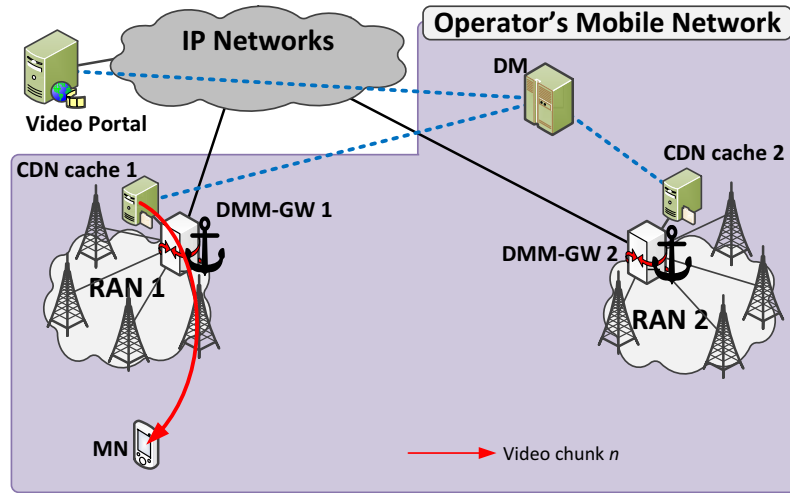 Operator's Mobile Network
IP Networks
DM
Video Portal
CDN cache 1
CDN cache 2
DMM-GW 1
DMM-GW 2
RAN 1
RAN 2
MN
Video chunk n